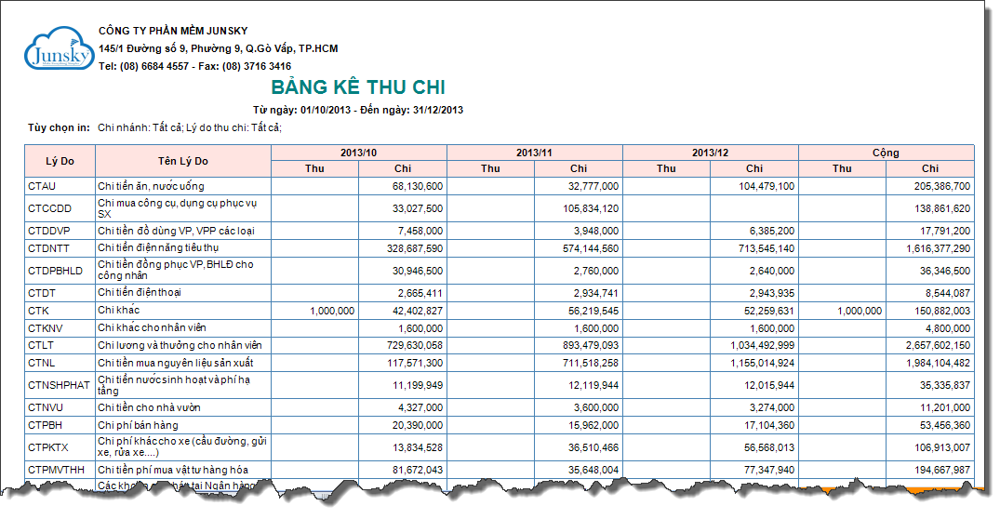 Junsky
CÔNG TY PHẦN MỀM JUNSKY
145/1 Đường số 9, Phường 9, Q.Gò Vấp, TP.HCM
Tel: (08) 6684 4557 - Fax: (08) 3716 3416
BẢNG KÊ THU CHI
Từ ngày: 01/10/2013 - Đến ngày: 31/12/2013
Tùy chọn in: Chi nhánh: Tất cả; Lý do thu chi: Tất cả;
Lý Do Tên Lý Do 2013/10 2013/11 2013/12 Cộng
Thu Chi Thu Chi Thu Chi Thu Chi
CTAU Chi tiền ăn, nước uống 68,130,600 32,777,000 104,479,100 205,386,700
CTCCDD Chi mua công cụ, dụng cụ phục vụ
SX 33,027,500 105,834,120 138,861,620
CTDDVP Chi tiền đồ dùng VP, VPP các loại 7,458,000 3,948,000 6,385,200 17,791,200
CTDNTT Chi tiền điện năng tiêu thụ 328,687,590 574,144,560 713,545,140 1,616,377,290
CTDPBHLD Chi tiền đồng phục VP, BHLĐ cho
công nhân 30,946,500 2,760,000 2,640,000 36,346,500
CTDT Chi tiền điện thoại 2,665,411 2,934,741 2,943,935 8,544,087
CTK Chi khác 1,000,000 42,402,827 56,219,545 52,259,631 1,000,000 150,882,003
CTKNV Chi khác cho nhân viên 1,600,000 1,600,000 1,600,000 4,800,000
CTLT Chi lương và thưởng cho nhân viên 729,630,058 893,479,093 1,034,492,999 2,657,602,150
CTNL Chi tiền mua nguyên liệu sản xuất 117,571,300 711,518,258 1,155,014,924 1,984,104,482
CTNSHPHAT Chi tiền nước sinh hoạt và phí hạ
tầng 11,199,949 12,119,944 12,015,944 35,335,837
CTNVU Chi tiền cho nhà vườn 4,327,000 3,600,000 3,274,000 11,201,000
CTPBH Chi phí bán hàng 20,390,000 15,962,000 17,104,360 53,456,360
CTPKTX Chi phí khác cho xe (cầu đường, gửi
xe, rửa xe....) 13,834,528 36,510,466 56,568,013 106,913,007
CTPMVTHH Chi tiền phí mua vật tư hàng hóa 81,672,043 35,648,004 77,347,940 194,667,987
Các tại Ngân hàng